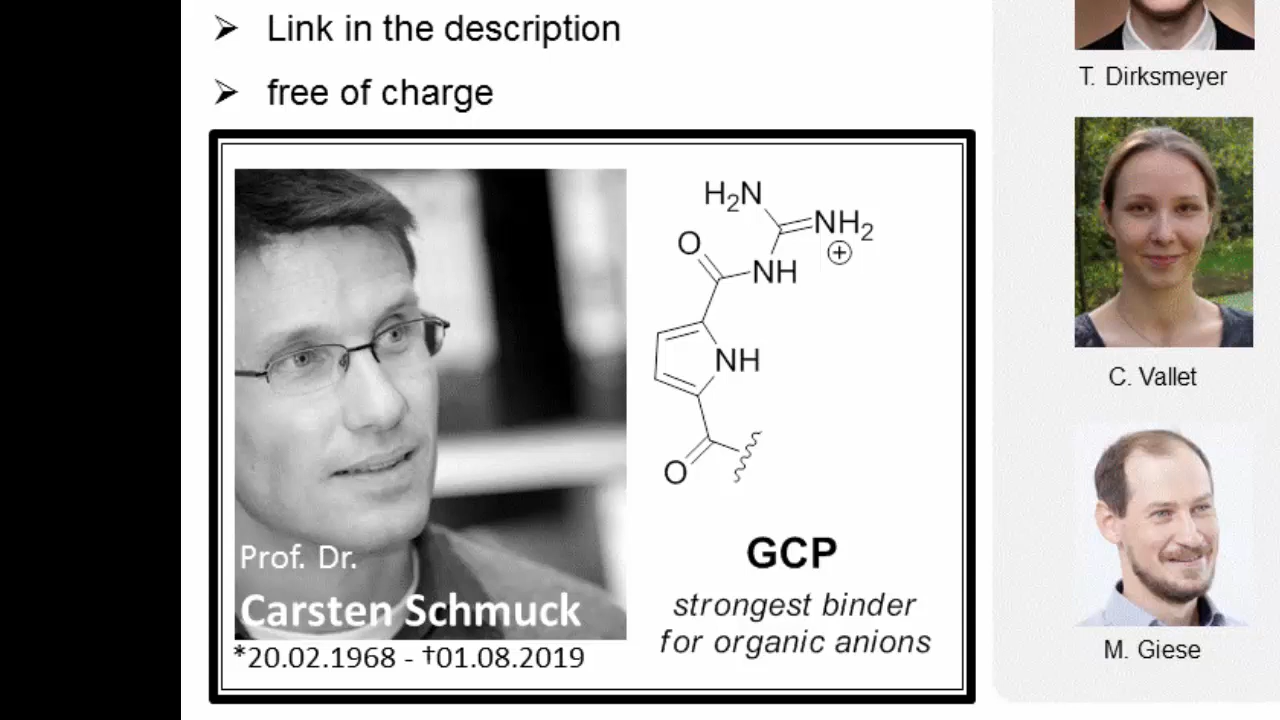 Link in the description
free of charge
H2N
NH2
+
O
NH
NH
O
Prof. Dr.
Carsten Schmuck
*20.02.1968 - †01.08.2019
GCP
strongest binder
for organic anions
T. Dirksmeyer
C. Vallet
M. Giese